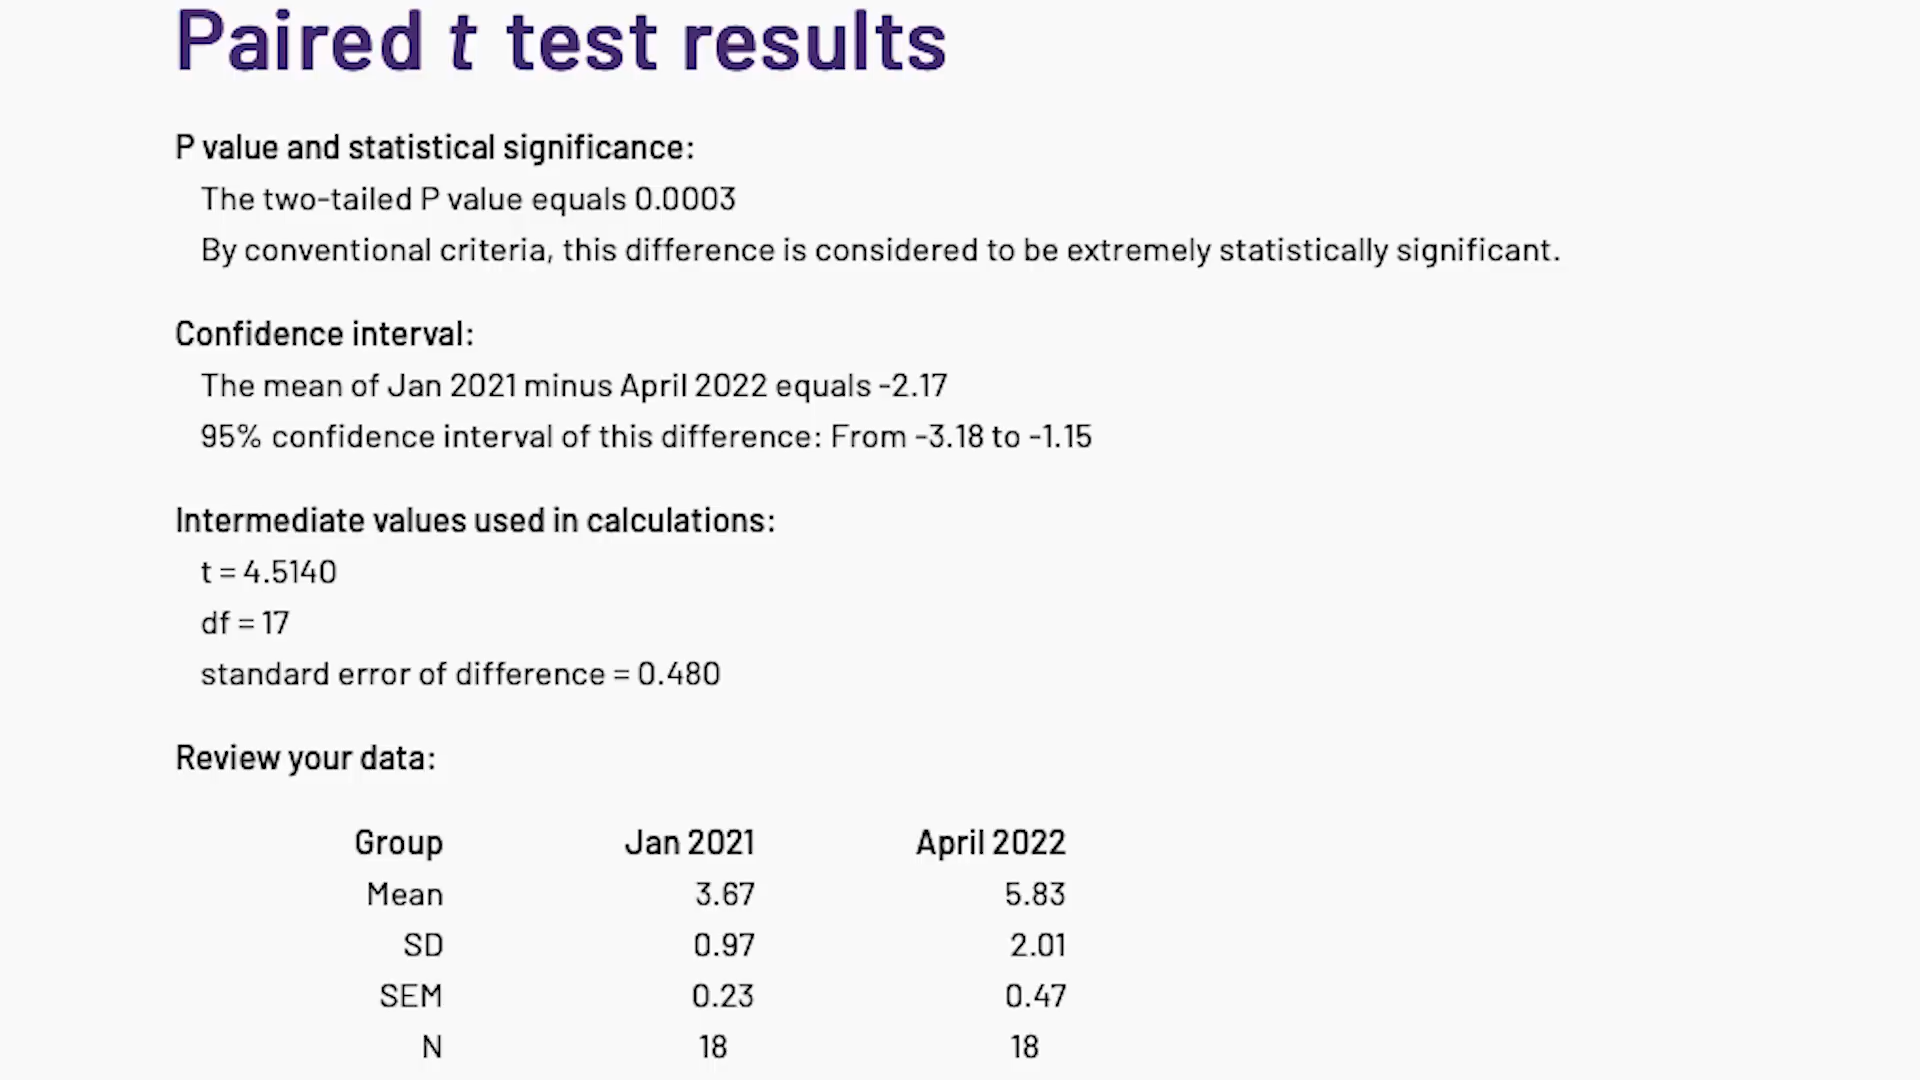 Paired t test results
P value and statistical significance:
The two-tailed P value equals 0.0003
By conventional criteria, this difference is considered to be extremely statistically significant.
Confidence interval:
The mean of Jan 2021 minus April 2022 equals -2.17
95% confidence interval of this difference: From -3.18 to -1.15
Intermediate values used in calculations:
t = 4.5140
df = 17
standard error of difference = 0.480
Review your data:
Group Jan 2021 April 2022
Mean 3.67 5.83
SD 0.97 2.01
SEM 0.23 0.47
N 18 18